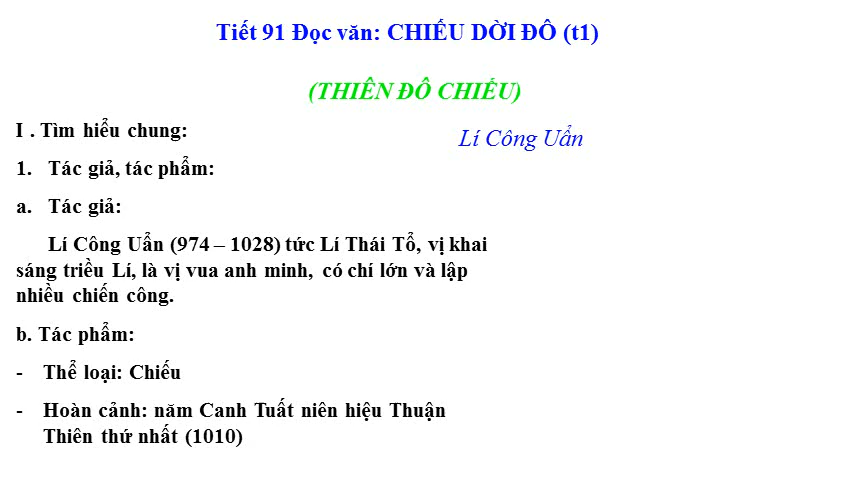 Tiết 91 Đọc văn: CHIẾU DỜI ĐÔ (t1)
(THIÊN ĐÔ CHIẾU)
Lí Công Uẩn
I . Tìm hiểu chung:
1. Tác giả, tác phẩm:
a. Tác giả:
Lí Công Uẩn (974 – 1028) tức Lí Thái Tổ, vị khai
sáng triều Lí, là vị vua anh minh, có chí lớn và lập
nhiều chiến công.
b. Tác phẩm:
- Thể loại: Chiếu
- Hoàn cảnh: năm Canh Tuất niên hiệu Thuận
Thiên thứ nhất (1010)